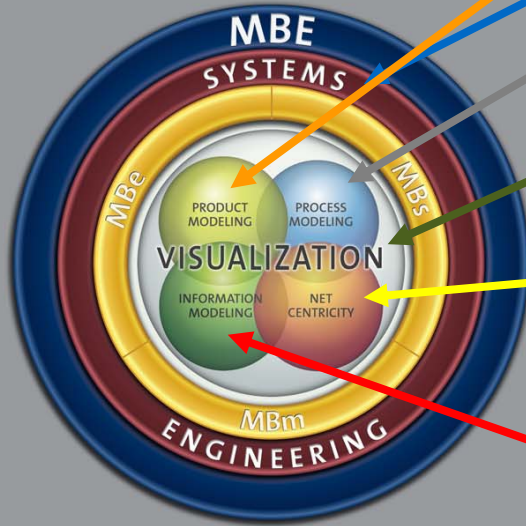 MBE
SYSTEMS
MBe
MBs
PRODUCT
MODELING
PROCESS
MODELING
VISUALIZATION
INFORMATION
MODELING
NET
CENTRICITY
MBm
ENGINEERING